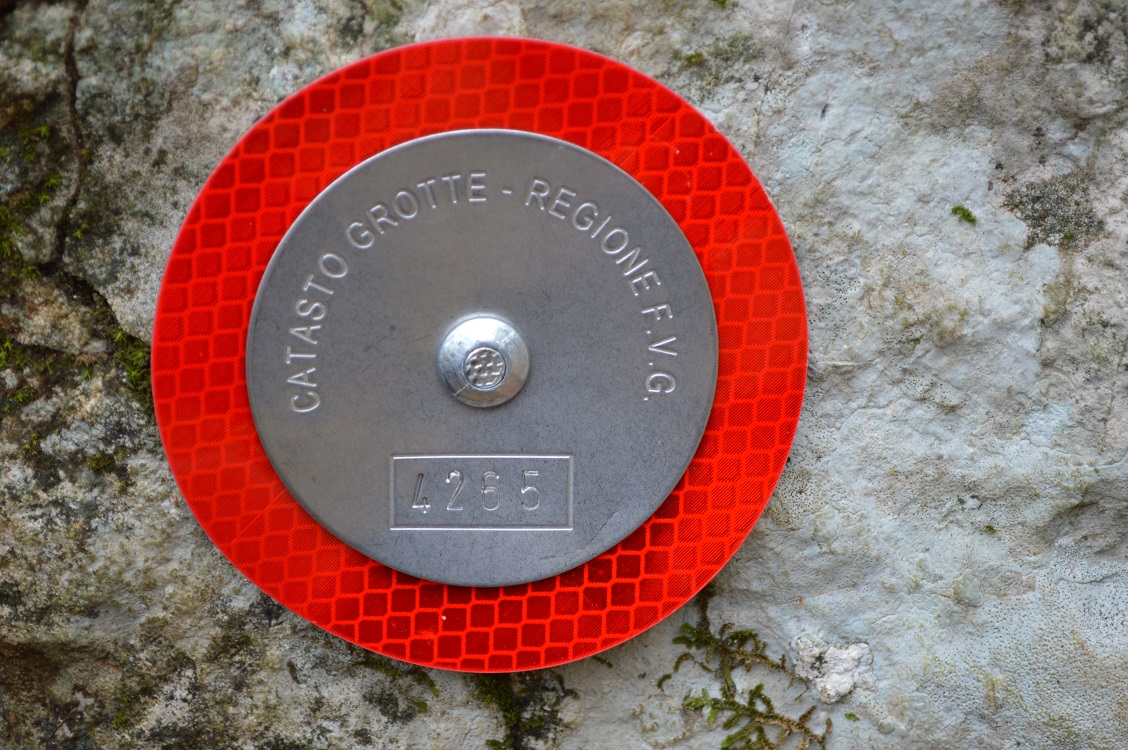 CATASTO GROTTE - REGIONE F.V.G.
4265